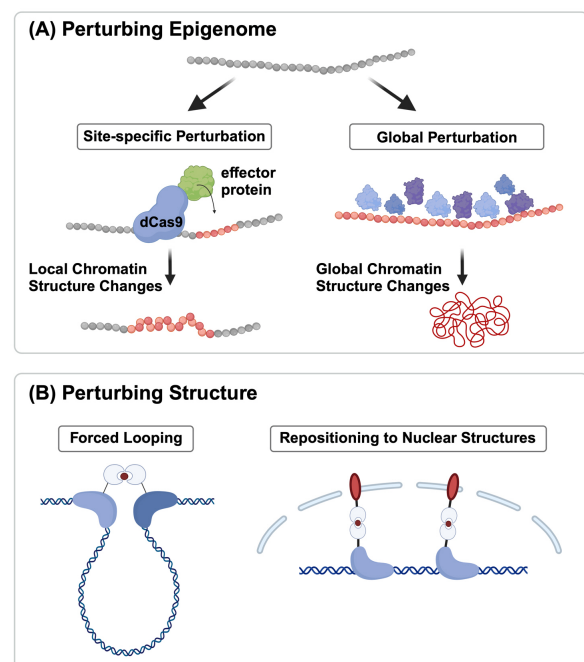 (A) Perturbing Epigenome
Site-specific Perturbation
Global Perturbation
effector
protein
dCas9
Local Chromatin
Structure Changes
Global Chromatin
Structure Changes
(B) Perturbing Structure
Forced Looping
Repositioning to Nuclear Structures